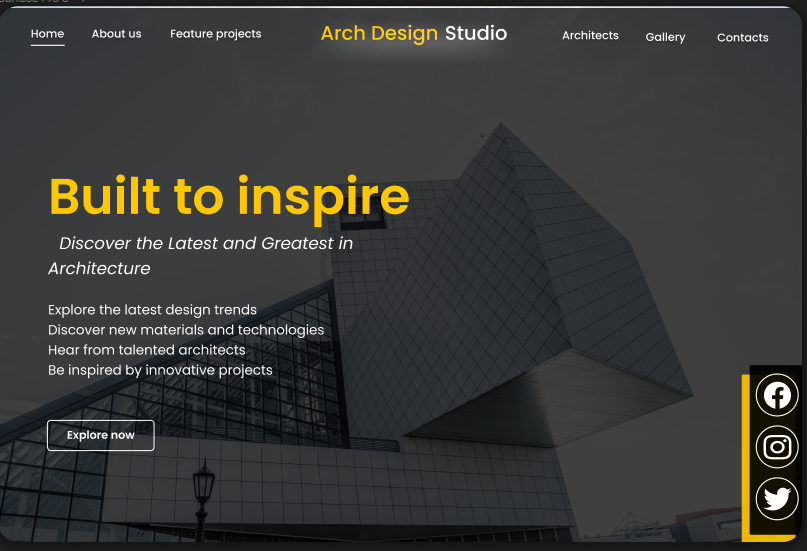 Home About us Feature projects Arch Design Studio Architects Gallery Contacts
Built to inspire
Discover the Latest and Greatest in
Architecture
Explore the latest design trends
Discover new materials and technologies
Hear from talented architects
Be inspired by innovative projects
Explore now